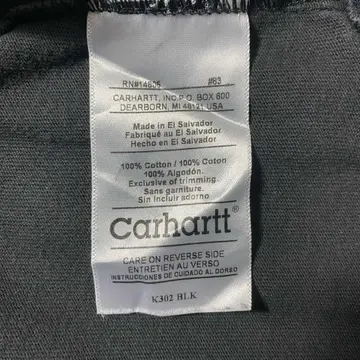 RN#14806 #83
CARHARTT, INC P.O. BOX 600
DEARBORN, MI 48121, USA
Made in El Salvador
Fabriqué au El Salvador
Hecho en El Salvador
100% Cotton / 100% Coton
100% Algodón.
Exclusive of trimming
Sans garniture.
Sin Incluir adorno
Carhartt
CARE ON REVERSE SIDE
ENTRETIEN AU VERSO
INSTRUCCIONES DE CUIDADO AL DORSO
K302 BLK